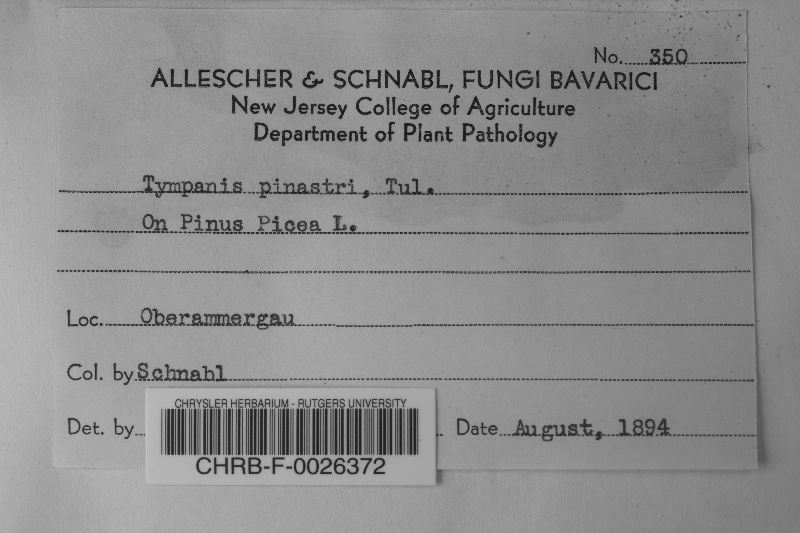 No. 350
ALLESCHER & SCHNABL, FUNGI BAVARICI
New Jersey College of Agriculture
Department of Plant Pathology
Tympanis pinastri, Tul.
On Pinus Picea L.
Loc. Oberammergau
Col. by Schnabl
Det. by Date August, 1894
CHRYSLER HERBARIUM - RUTGERS UNIVERSITY
CHRB-F-0026372